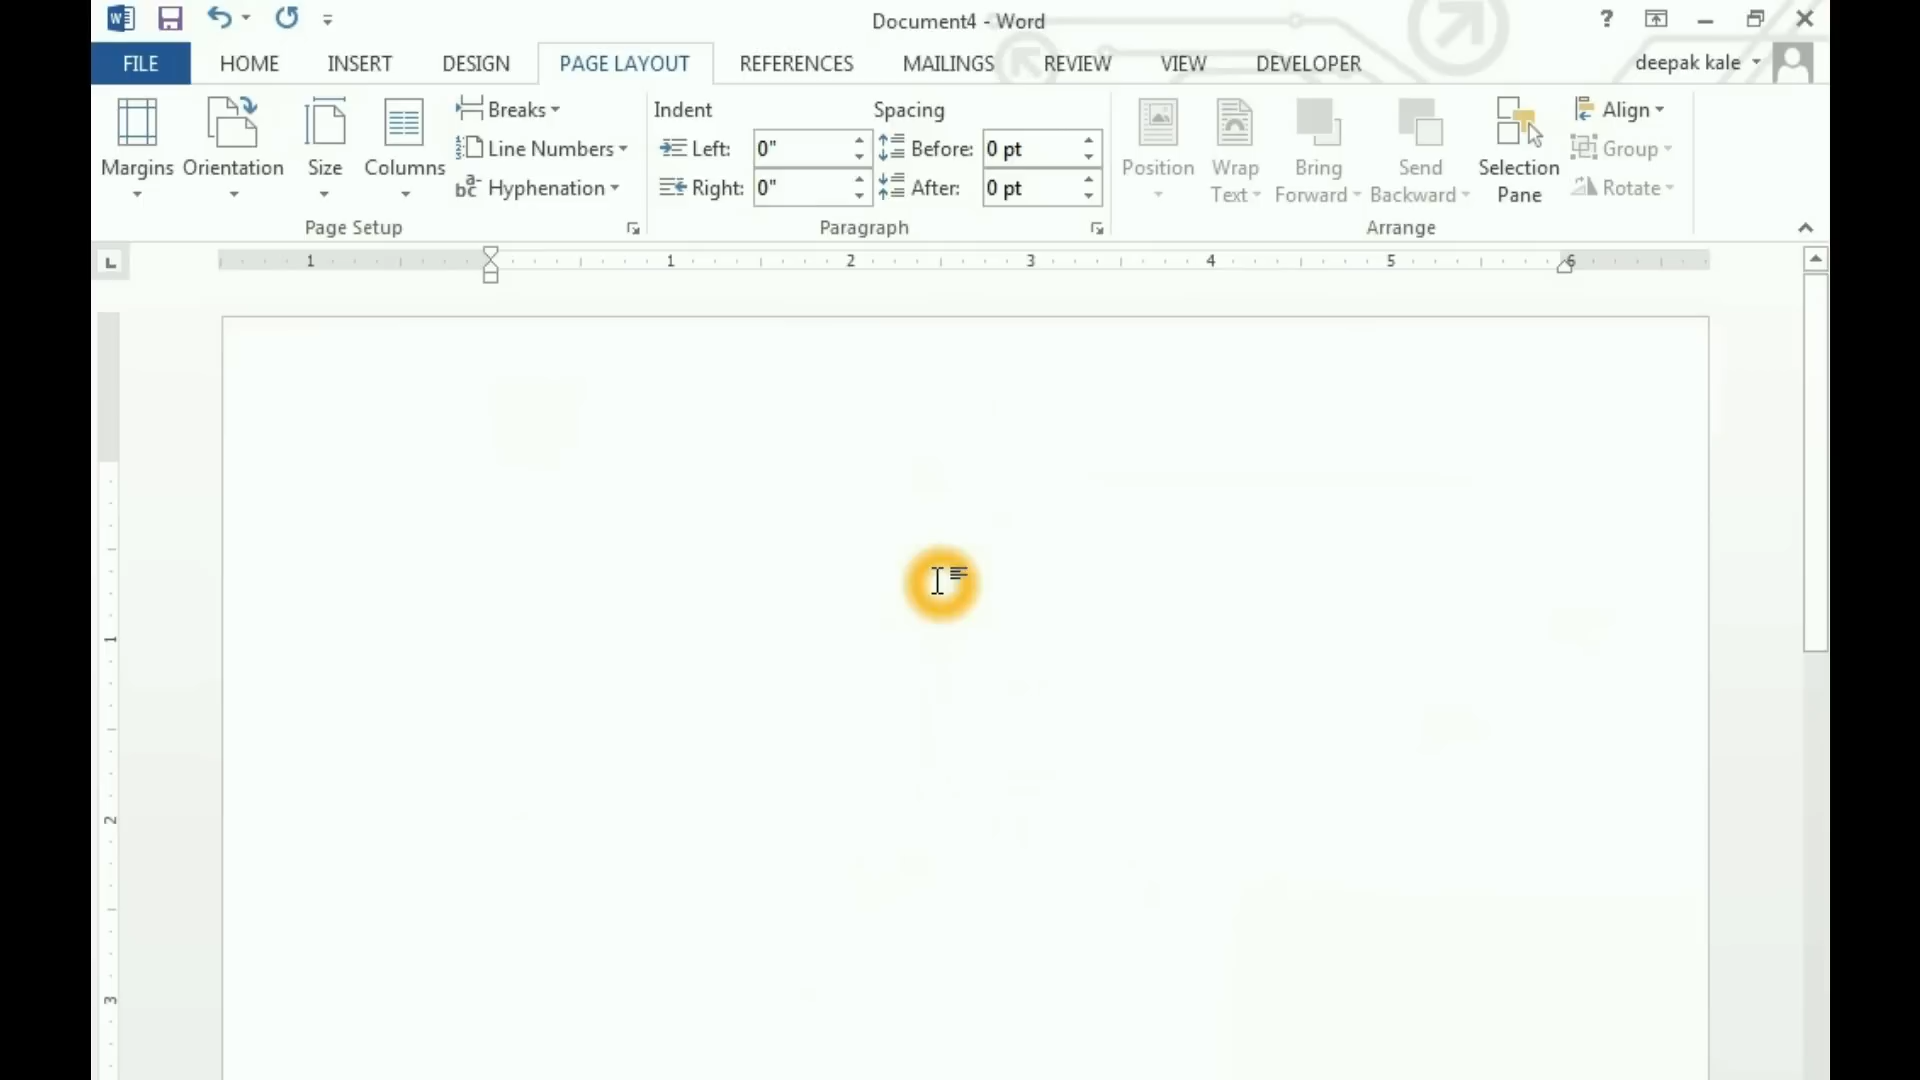 Document4 - Word
?
FILE HOME INSERT DESIGN PAGE LAYOUT REFERENCES MAILINGS REVIEW VIEW DEVELOPER deepak kale
Margins Orientation Size Columns
Breaks
Line Numbers
Hyphenation
Page Setup
Indent Spacing
Left: 0" Before: 0 pt
Right: 0" After: 0 pt
Paragraph
Position Wrap Text Bring Forward Send Backward Selection Pane
Align
Group
Rotate
Arrange
1 1 2 3 4 5 6
1
2
3